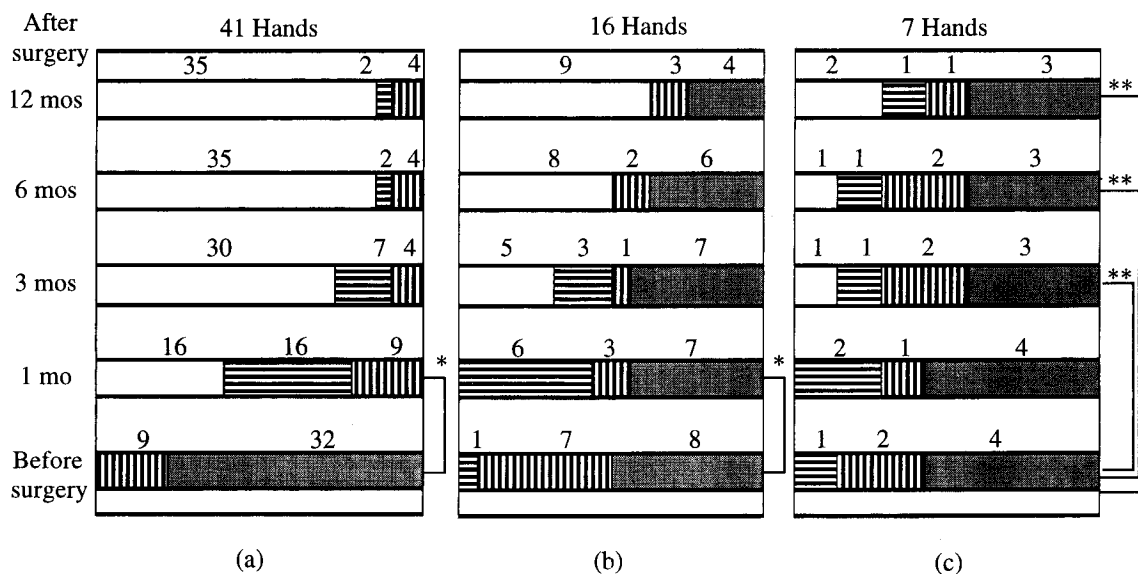 After surgery
41 Hands 16 Hands 7 Hands
35 2 4 9 3 4 2 1 1 3
12 mos **
35 2 4 8 2 6 1 1 2 3
6 mos **
30 7 4 5 3 1 7 1 1 2 3
3 mos **
16 16 9 6 3 7 2 1 4
1 mo * *
9 32 1 7 8 1 2 4
Before surgery
(a) (b) (c)